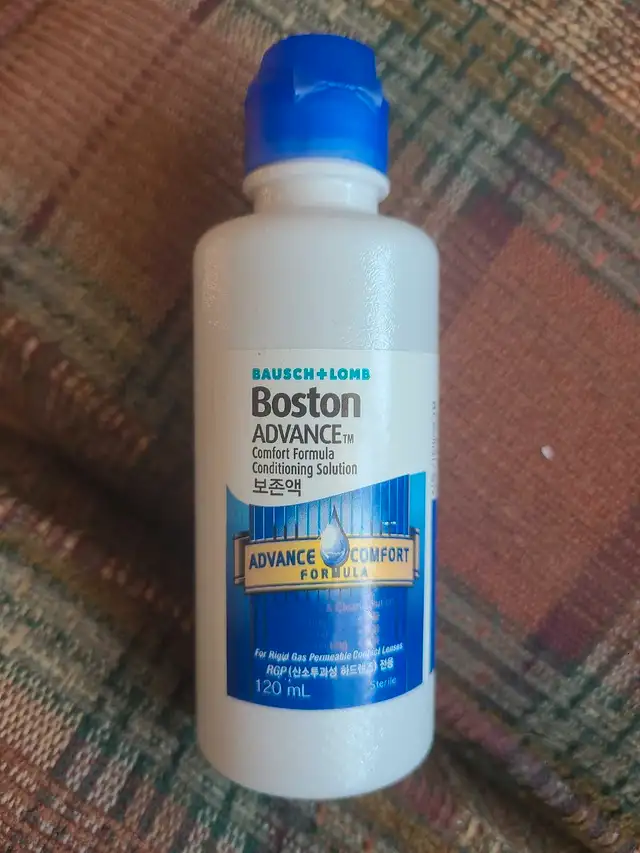 BAUSCH+LOMB
Boston
ADVANCE™
Comfort Formula
Conditioning Solution
보존액
ADVANCE COMFORT
FORMULA
For Rigid Gas Permeable Contact Lenses
RGP (산소투과성 하드렌즈) 전용
120 mL Sterile